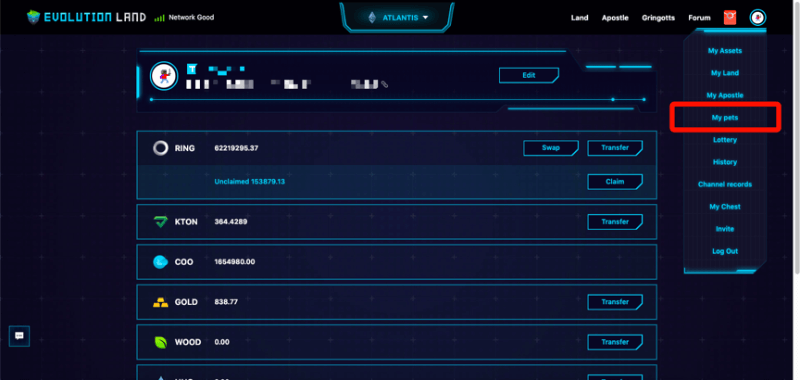 EVOLUTION LAND
Network Good
ATLANTIS
Land
Apostle
Gringotts
Forum
T
Edit
My Assets
My Land
My Apostle
My pets
Lottery
History
Channel records
My Chest
Invite
Log Out
RING 62219295.37 Swap Transfer
Unclaimed 153879.13 Claim
KTON 364.4289 Transfer
COO 1654980.00
GOLD 838.77 Transfer
WOOD 0.00 Transfer